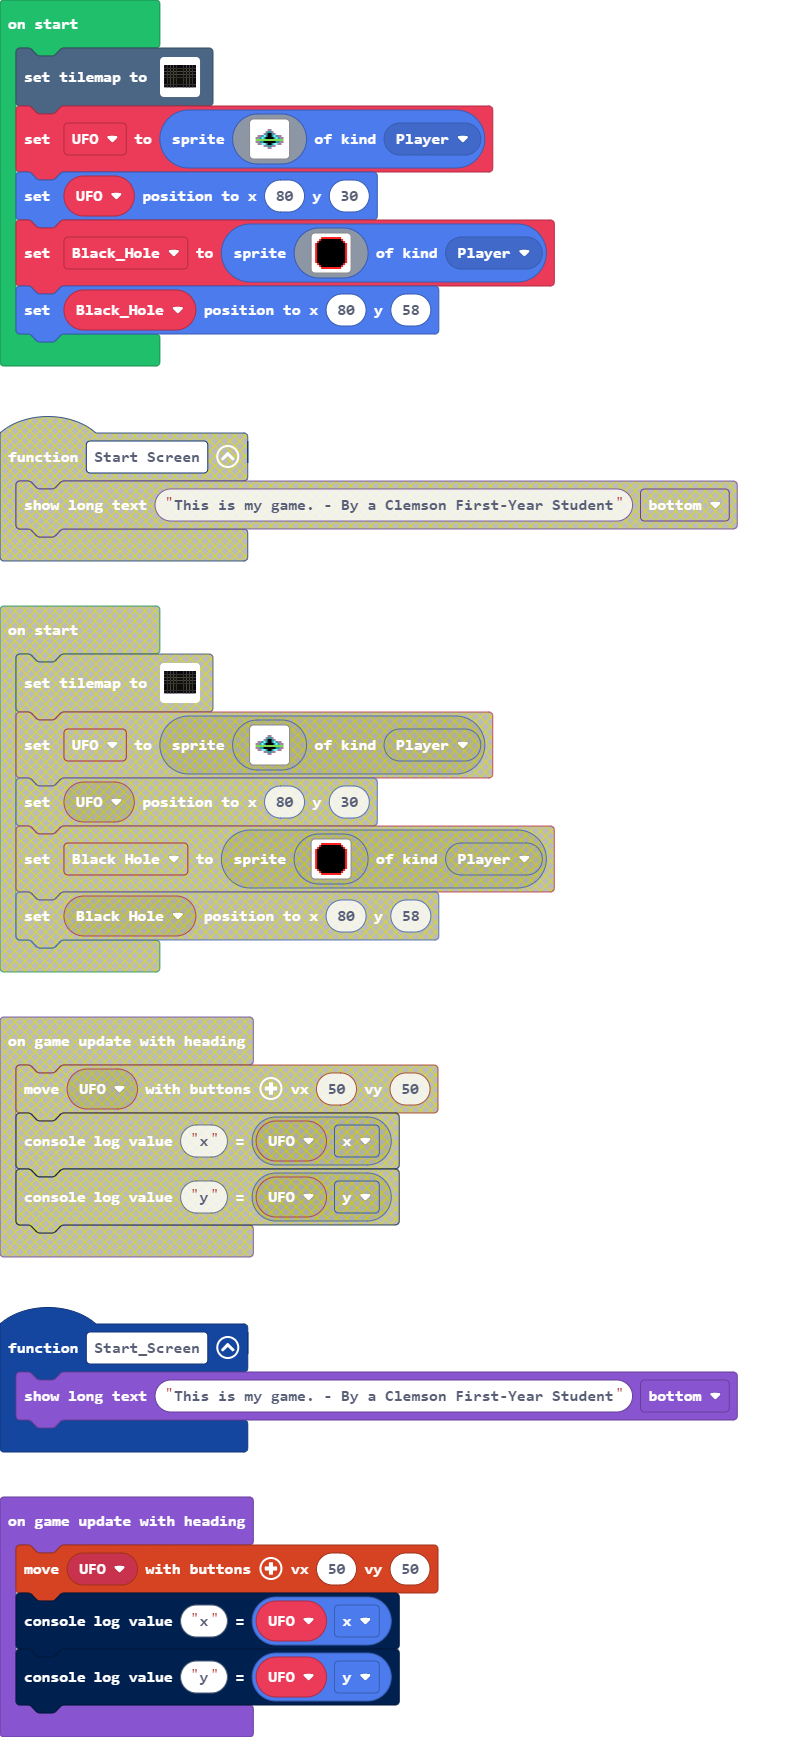 on start
set tilemap to
set UFO to sprite of kind Player
set UFO position to x 80 y 30
set Black_Hole to sprite of kind Player
set Black_Hole position to x 80 y 58
function Start Screen
show long text "This is my game. - By a Clemson First-Year Student" bottom
on start
set tilemap to
set UFO to sprite of kind Player
set UFO position to x 80 y 30
set Black Hole to sprite of kind Player
set Black Hole position to x 80 y 58
on game update with heading
move UFO with buttons vx 50 vy 50
console log value "x" = UFO x
console log value "y" = UFO y
function Start_Screen
show long text "This is my game. - By a Clemson First-Year Student" bottom
on game update with heading
move UFO with buttons vx 50 vy 50
console log value "x" = UFO x
console log value "y" = UFO y